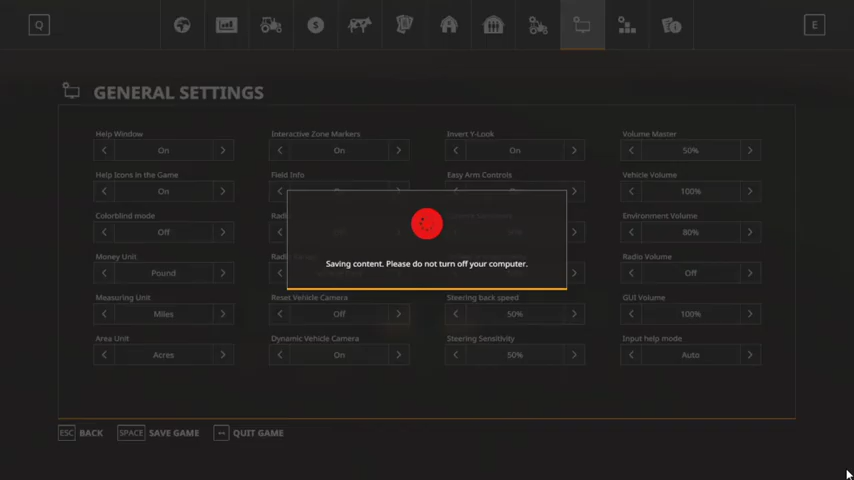 Q
E
GENERAL SETTINGS
Help Window
Interactive Zone Markers
Invert Y-Look
Volume Master
On
On
On
50%
Help Icons in the Game
Field Info
Easy Arm Controls
Vehicle Volume
On
100%
Colorblind mode
Environment Volume
Off
80%
Saving content. Please do not turn off your computer.
Money Unit
Radio Volume
Pound
Off
Measuring Unit
Reset Vehicle Camera
Steering back speed
GUI Volume
Miles
Off
50%
100%
Area Unit
Dynamic Vehicle Camera
Steering Sensitivity
Input help mode
Acres
On
50%
Auto
ESC BACK
SPACE SAVE GAME
QUIT GAME